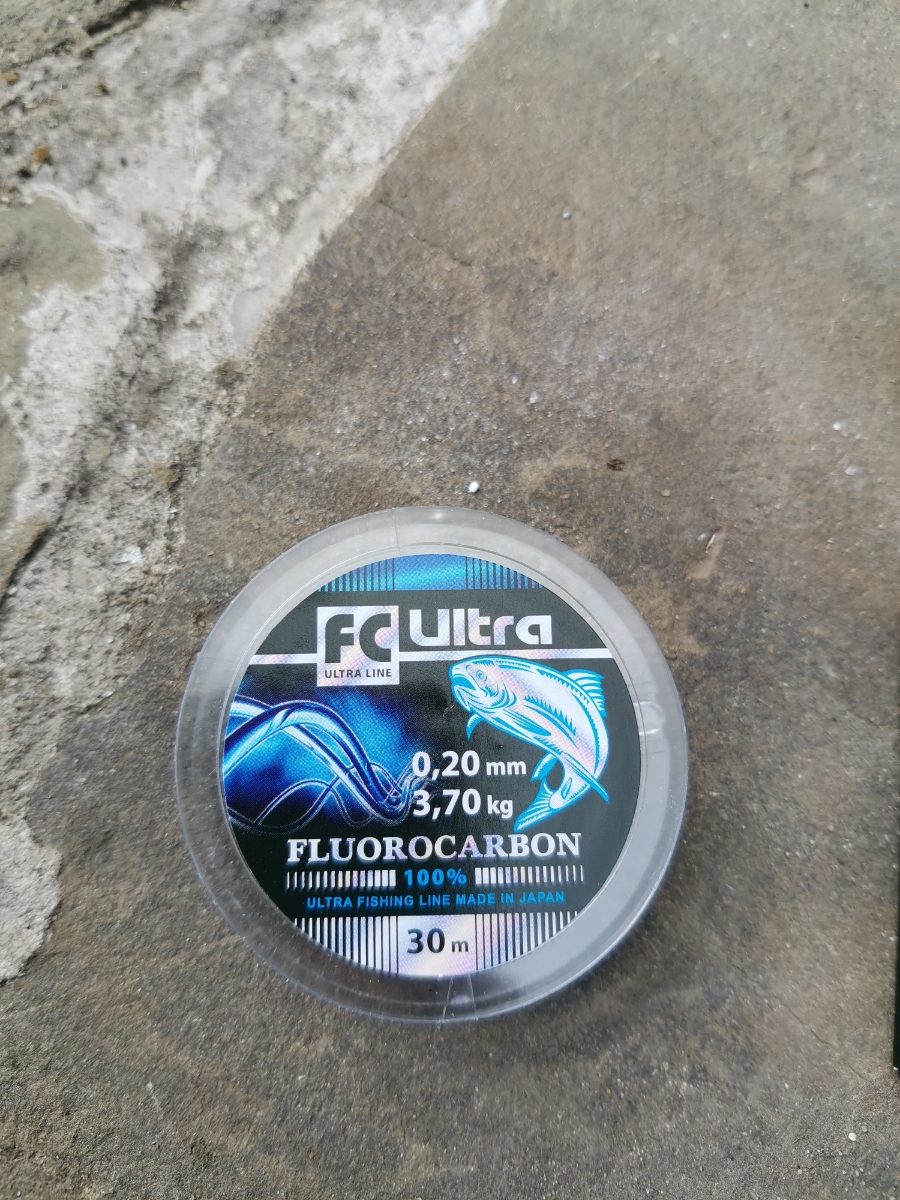 FC Ultra
ULTRA LINE
0,20 mm
3,70 kg
FLUOROCARBON
100%
ULTRA FISHING LINE MADE IN JAPAN
30 m